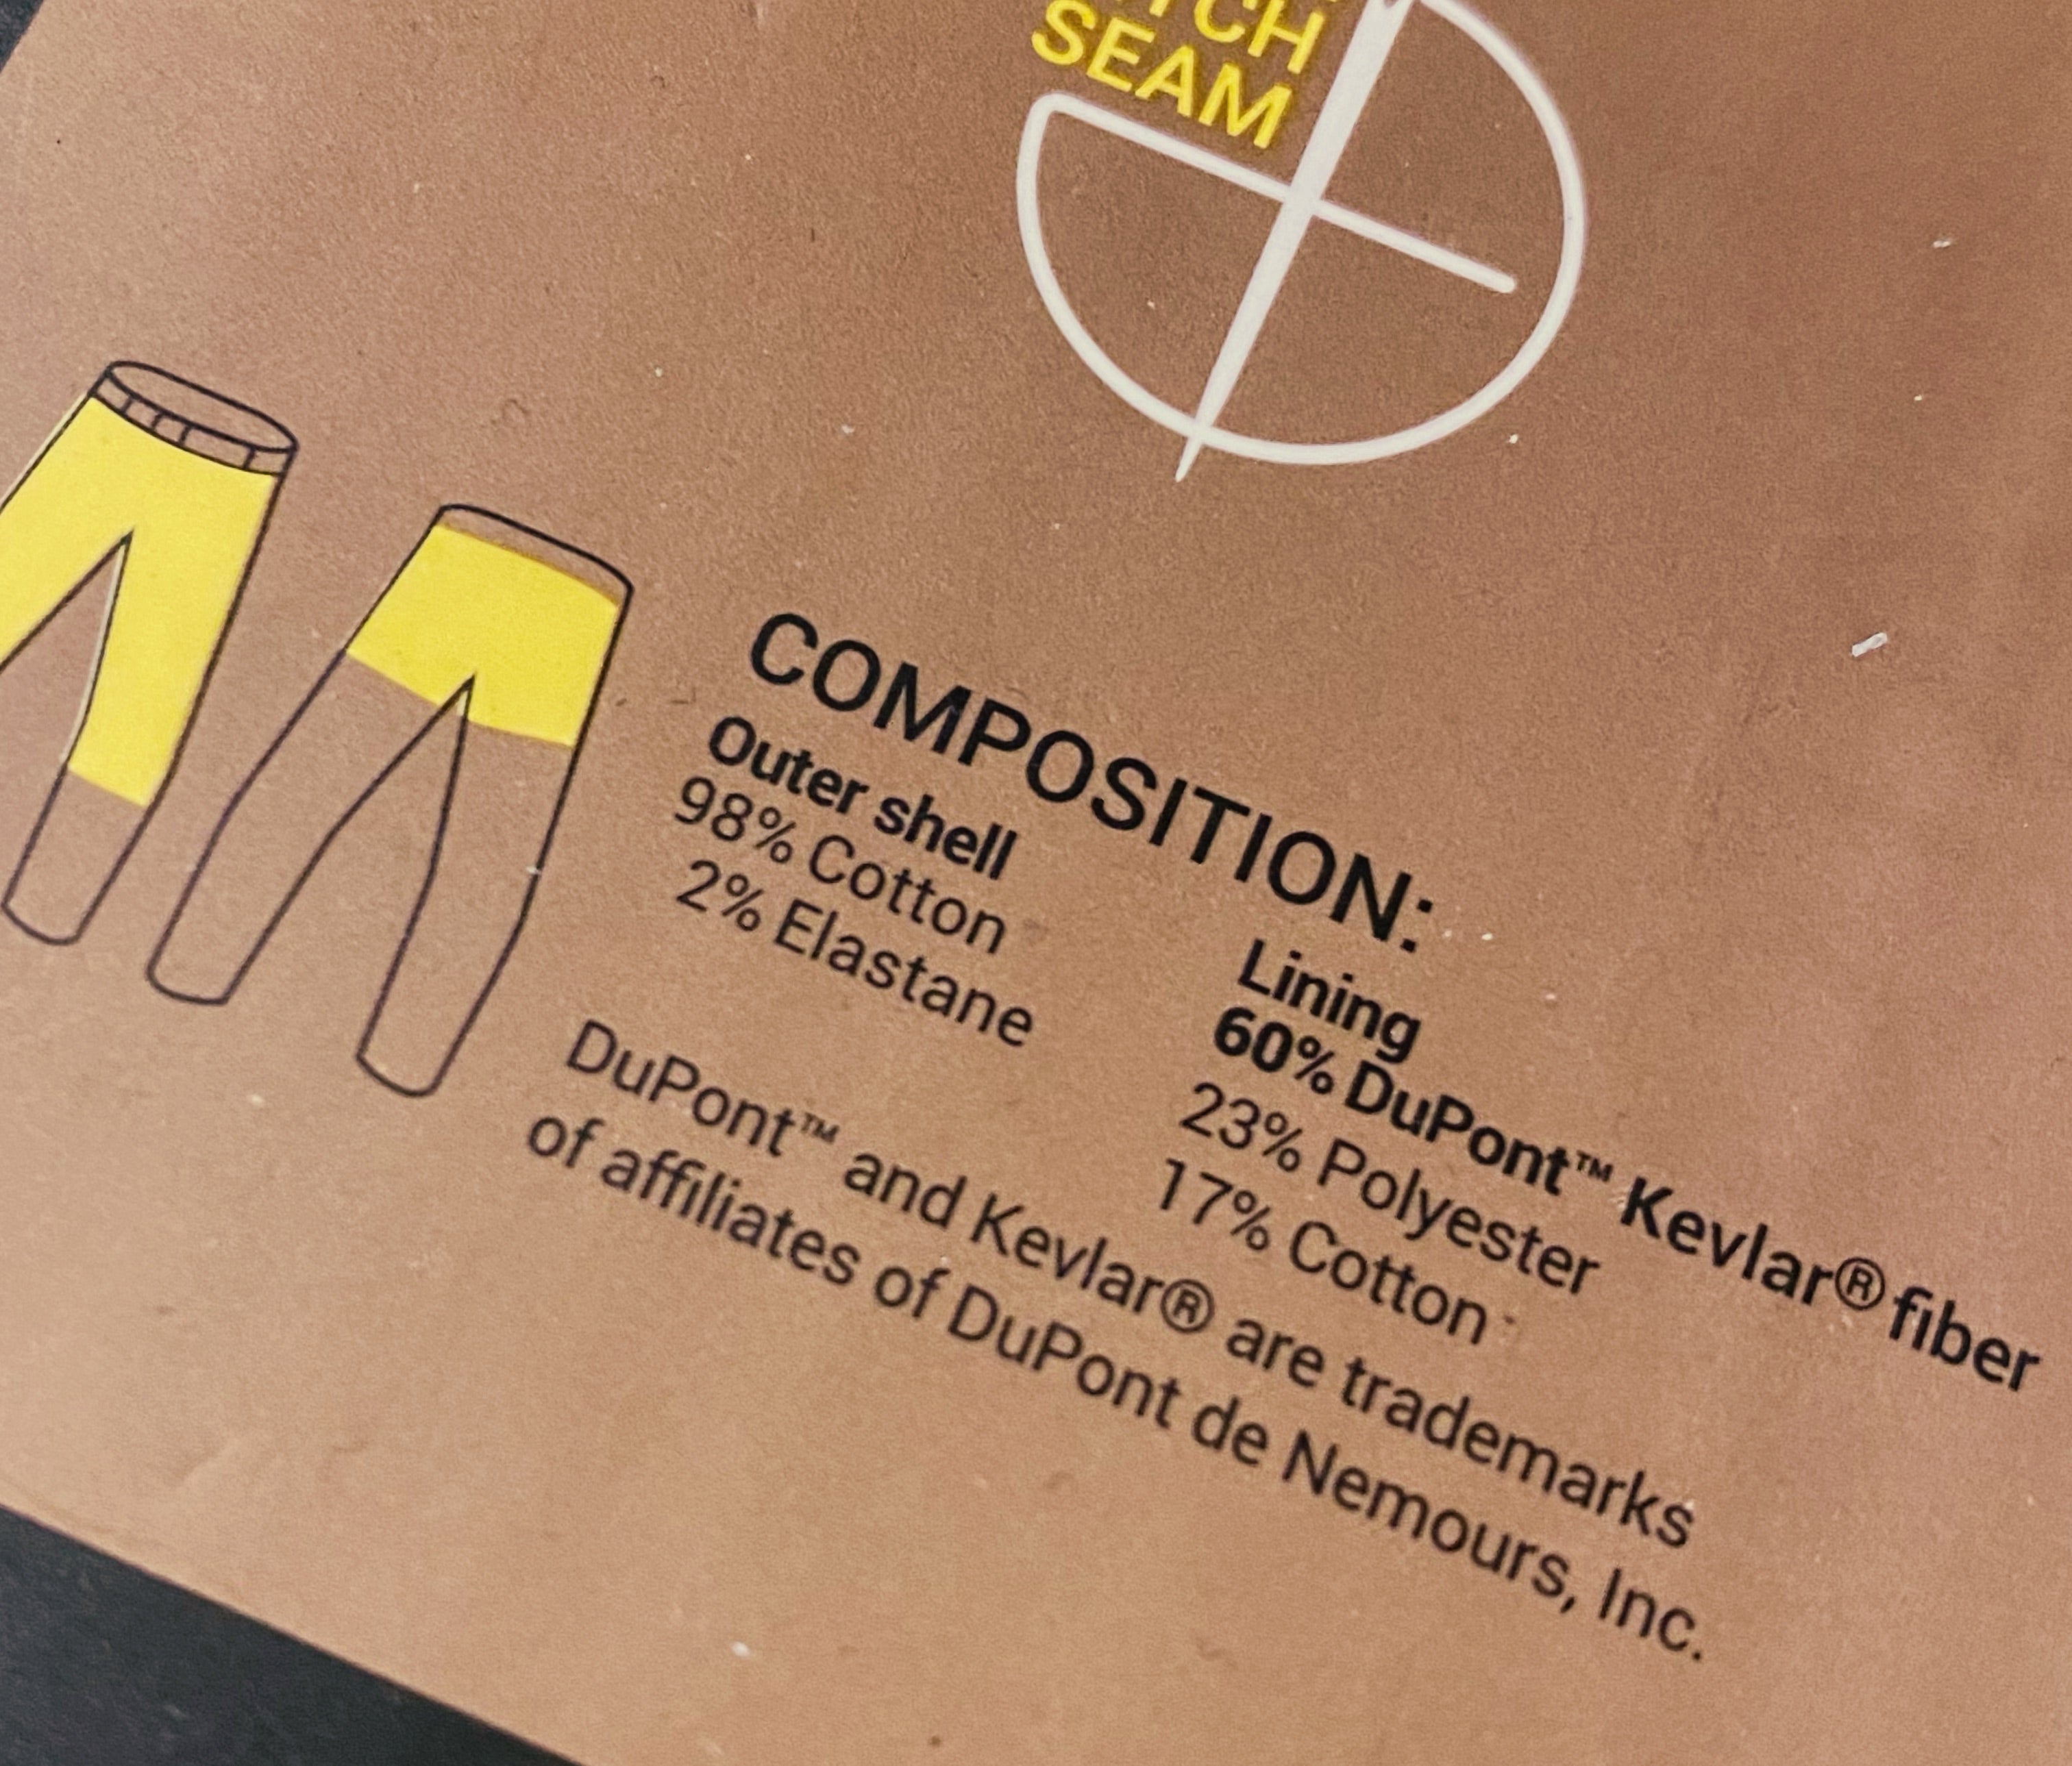 SEAM
COMPOSITION:
Outer shell
98% Cotton
2% Elastane
Lining
60% DuPont™ Kevlar® fiber
23% Polyester
17% Cotton
DuPont™ and Kevlar® are trademarks
of affiliates of DuPont de Nemours, Inc.